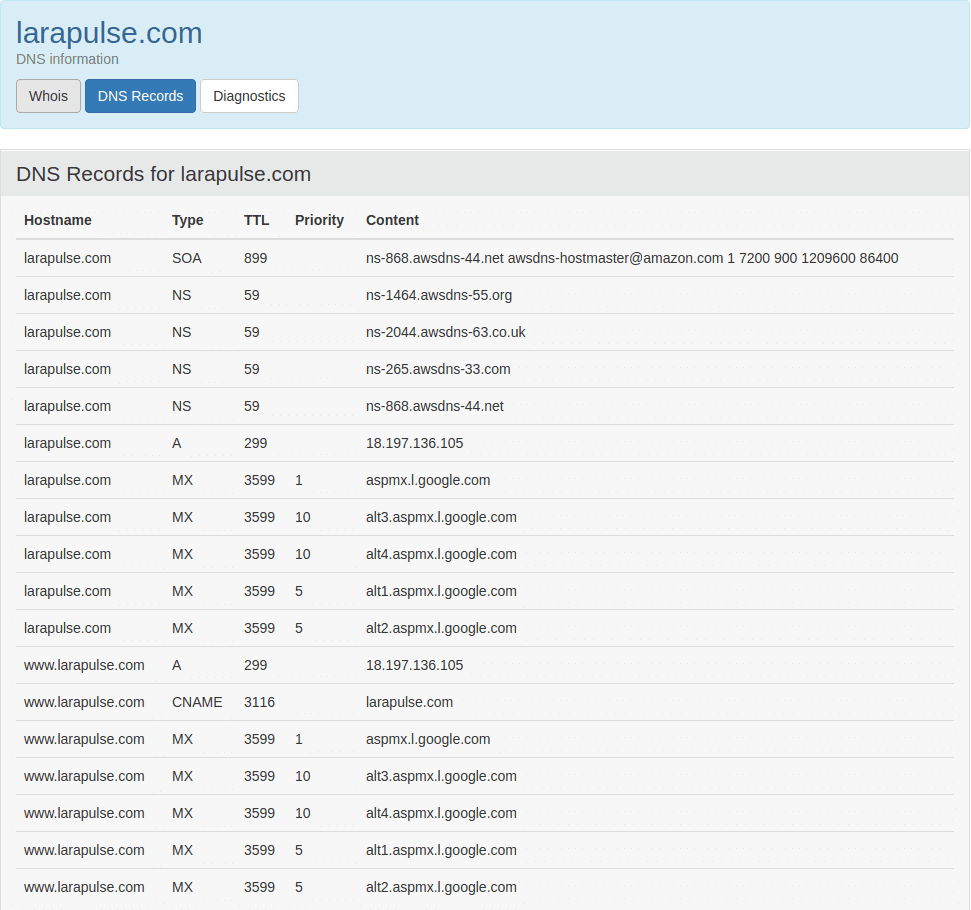 larapulse.com
DNS information
Whois DNS Records Diagnostics
DNS Records for larapulse.com
Hostname Type TTL Priority Content
larapulse.com SOA 899 ns-868.awsdns-44.net awsdns-hostmaster@amazon.com 1 7200 900 1209600 86400
larapulse.com NS 59 ns-1464.awsdns-55.org
larapulse.com NS 59 ns-2044.awsdns-63.co.uk
larapulse.com NS 59 ns-265.awsdns-33.com
larapulse.com NS 59 ns-868.awsdns-44.net
larapulse.com A 299 18.197.136.105
larapulse.com MX 3599 1 aspmx.l.google.com
larapulse.com MX 3599 10 alt3.aspmx.l.google.com
larapulse.com MX 3599 10 alt4.aspmx.l.google.com
larapulse.com MX 3599 5 alt1.aspmx.l.google.com
larapulse.com MX 3599 5 alt2.aspmx.l.google.com
www.larapulse.com A 299 18.197.136.105
www.larapulse.com CNAME 3116 larapulse.com
www.larapulse.com MX 3599 1 aspmx.l.google.com
www.larapulse.com MX 3599 10 alt3.aspmx.l.google.com
www.larapulse.com MX 3599 10 alt4.aspmx.l.google.com
www.larapulse.com MX 3599 5 alt1.aspmx.l.google.com
www.larapulse.com MX 3599 5 alt2.aspmx.l.google.com